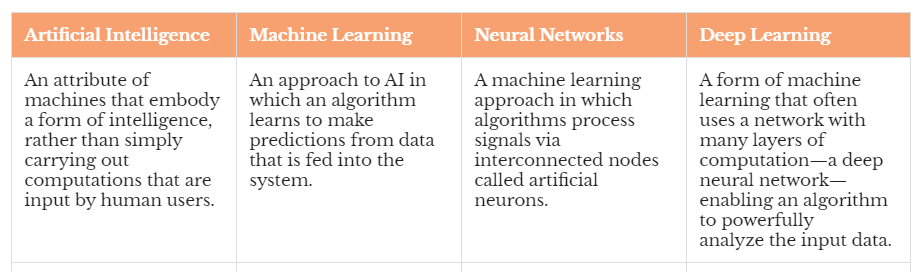 Artificial Intelligence
Machine Learning
Neural Networks
Deep Learning
An attribute of
machines that embody
a form of intelligence,
rather than simply
carrying out
computations that are
input by human users.
An approach to AI in
which an algorithm
learns to make
predictions from data
that is fed into the
system.
A machine learning
approach in which
algorithms process
signals via
interconnected nodes
called artificial
neurons.
A form of machine
learning that often
uses a network with
many layers of
computation—a deep
neural network—
enabling an algorithm
to powerfully
analyze the input data.